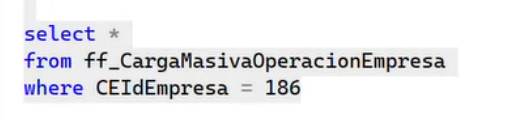 select *
from ff_CargaMasivaOperacionEmpresa
where CEIdEmpresa = 186